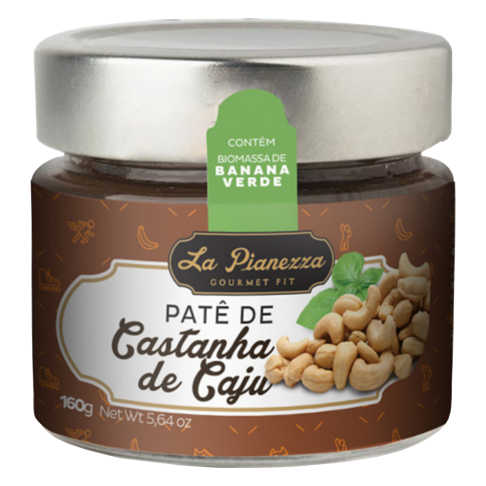 CONTÉM
BIOMASSA DE
BANANA
VERDE
La Pianezza
GOURMET FIT
PATÊ DE
Castanha
de Caju
160g Net Wt 5,64 oz